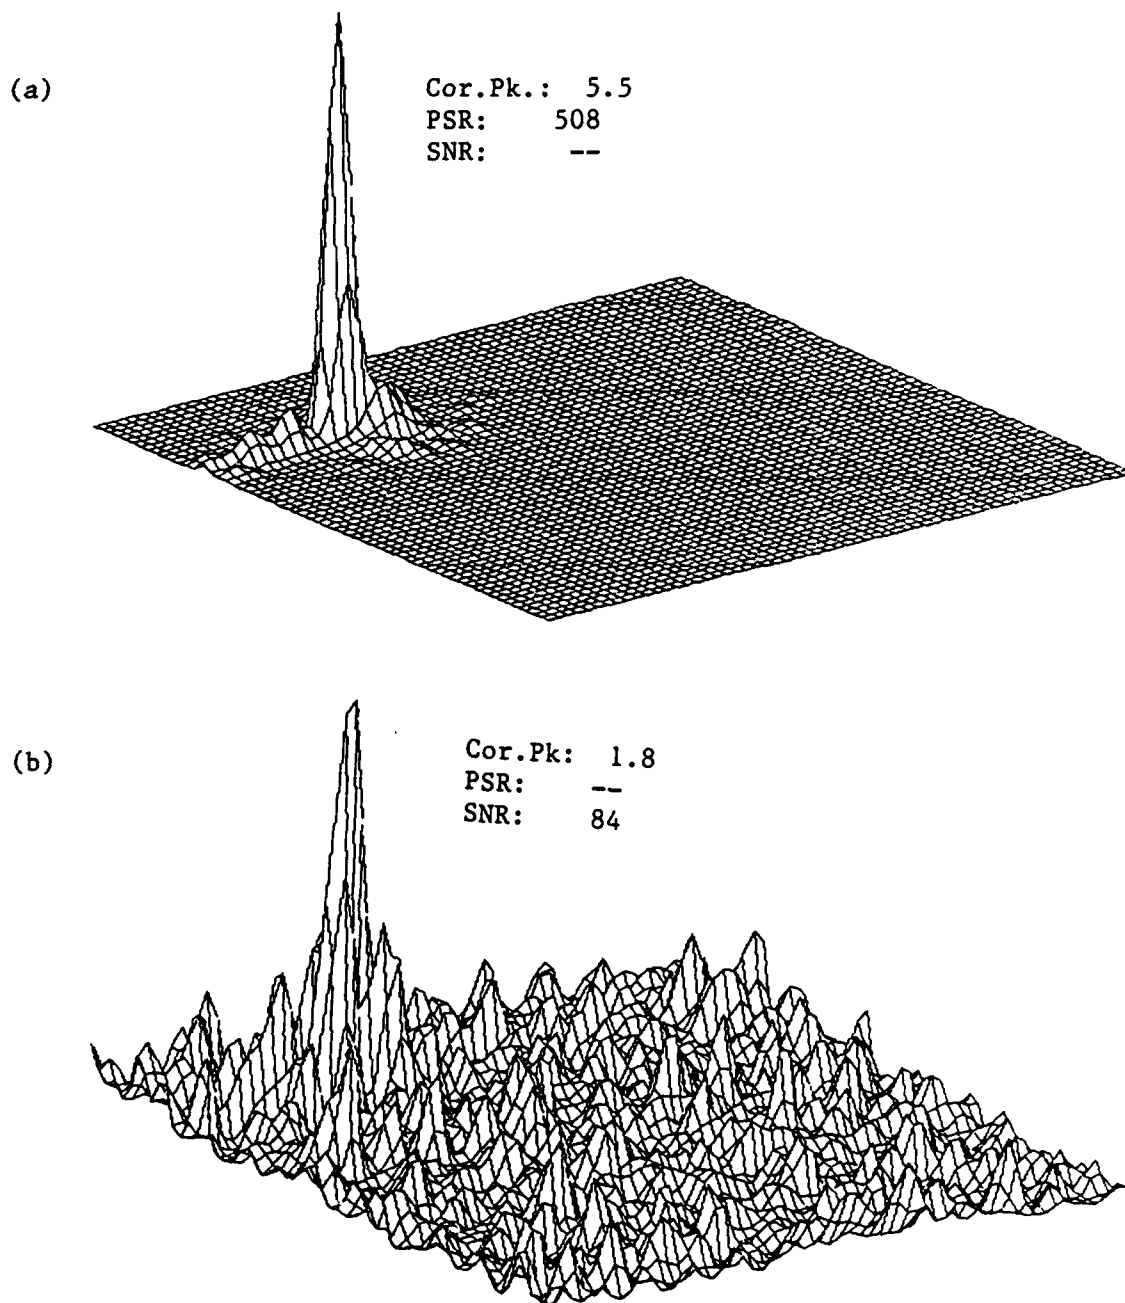 (a)
Cor.Pk.: 5.5
PSR: 508
SNR: --
(b)
Cor.Pk: 1.8
PSR: --
SNR: 84